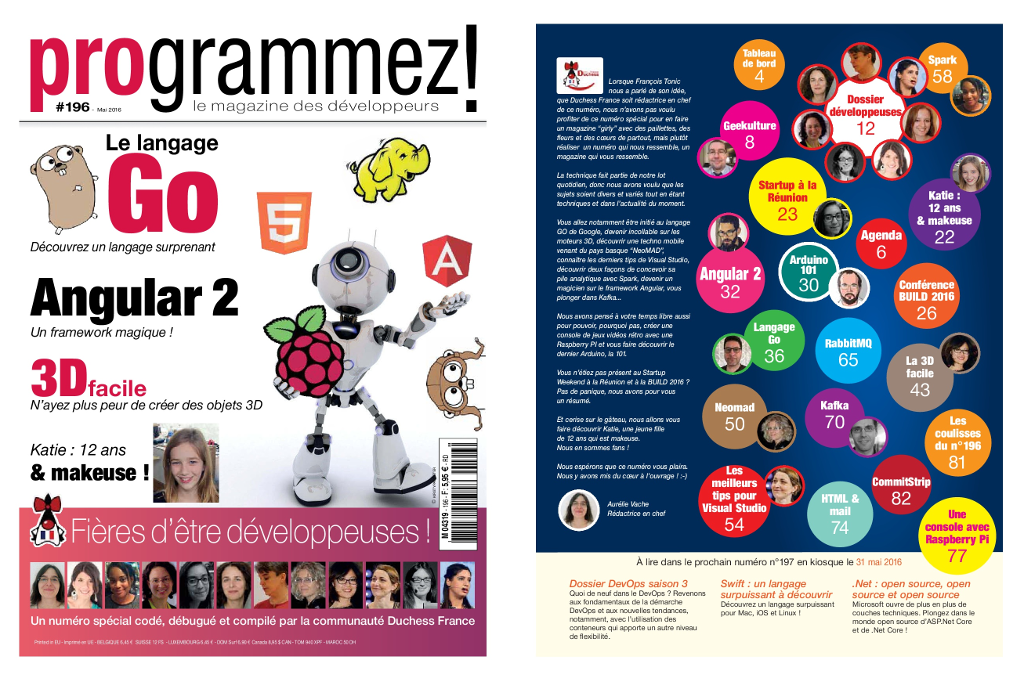 programmez!
#196 - Mai 2016
le magazine des développeurs
Le langage
Go
Découvrez un langage surprenant
5
A
Angular 2
Un framework magique !
3D facile
N'ayez plus peur de créer des objets 3D
Katie : 12 ans
& makeuse !
M 04319 - 196 - F: 5,95 € - RD
Fières d'être développeuses !
Un numéro spécial codé, débugué et compilé par la communauté Duchess France
Duchess
Lorsque François Tonic
nous a parlé de son idée,
que Duchess France soit rédactrice en chef
de ce numéro, nous n'avons pas voulu
profiter de ce numéro spécial pour en faire
un magazine "girly" avec des paillettes, des
fleurs et des cœurs de partout, mais plutôt
réaliser un numéro qui nous ressemble, un
magazine qui vous ressemble.
La technique fait partie de notre lot
quotidien, donc nous avons voulu que les
sujets soient divers et variés tout en étant
techniques et dans l'actualité du moment.
Vous allez notamment être initié au langage
GO de Google, devenir incollable sur les
moteurs 3D, découvrir une techno mobile
venant du pays basque "NeoMAD",
connaître les derniers tips de Visual Studio,
découvrir deux façons de concevoir sa
pile analytique avec Spark, devenir un
magicien sur le framework Angular, vous
plonger dans Kafka...
Nous avons pensé à votre temps libre aussi
pour pouvoir, pourquoi pas, créer une
console de jeux vidéos rétro avec une
Raspberry PI et vous faire découvrir le
dernier Arduino, la 101.
Vous n'étiez pas présent au Startup
Weekend à la Réunion et à la BUILD 2016 ?
Pas de panique, nous avons pour vous
un résumé.
Et cerise sur le gâteau, nous allons vous
faire découvrir Katie, une jeune fille
de 12 ans qui est makeuse.
Nous en sommes fans !
Nous espérons que ce numéro vous plaira.
Nous y avons mis du cœur à l'ouvrage ! :-)
Aurélie Vache
Rédactrice en chef
Tableau
de bord
4
Spark
58
Dossier
développeuses
12
Geekulture
8
Startup à la
Réunion
23
Katie :
12 ans
& makeuse
22
Agenda
6
Angular 2
32
Arduino
101
30
Conférence
BUILD 2016
26
Langage
Go
36
RabbitMQ
65
La 3D
facile
43
Neomad
50
Kafka
70
Les
coulisses
du n°196
81
Les
meilleurs
tips pour
Visual Studio
54
HTML &
mail
74
CommitStrip
82
Une
console avec
Raspberry Pi
77
À lire dans le prochain numéro n°197 en kiosque le 31 mai 2016
Dossier DevOps saison 3
Quoi de neuf dans le DevOps ? Revenons
aux fondamentaux de la démarche
DevOps et aux nouvelles tendances,
notamment, avec l'utilisation des
conteneurs qui apporte un autre niveau
de flexibilité.
Swift : un langage
surpuissant à découvrir
Découvrez un langage surpuissant
pour Mac, iOS et Linux !
.Net : open source, open
source et open source
Microsoft ouvre de plus en plus de
couches techniques. Plongez dans le
monde open source d'ASP.Net Core
et de .Net Core !